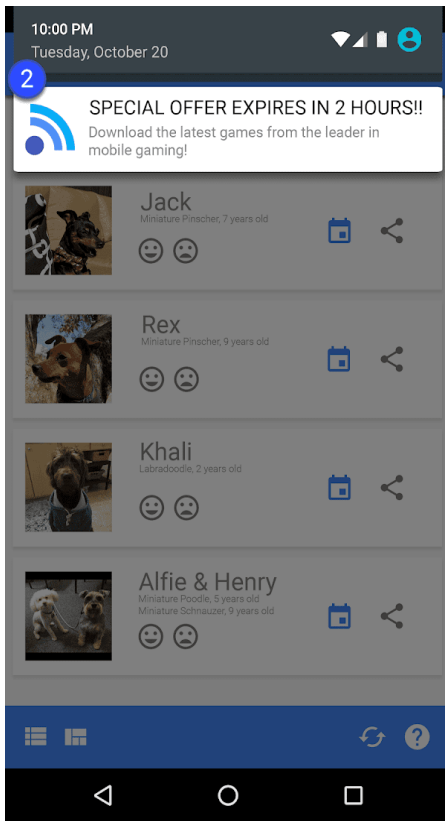 10:00 PM
Tuesday, October 20
2
SPECIAL OFFER EXPIRES IN 2 HOURS!!
Download the latest games from the leader in
mobile gaming!
Jack
Miniature Pinscher, 7 years old
Rex
Miniature Pinscher, 9 years old
Khali
Labradoodle, 2 years old
Alfie & Henry
Miniature Poodle, 5 years old
Miniature Schnauzer, 9 years old
?